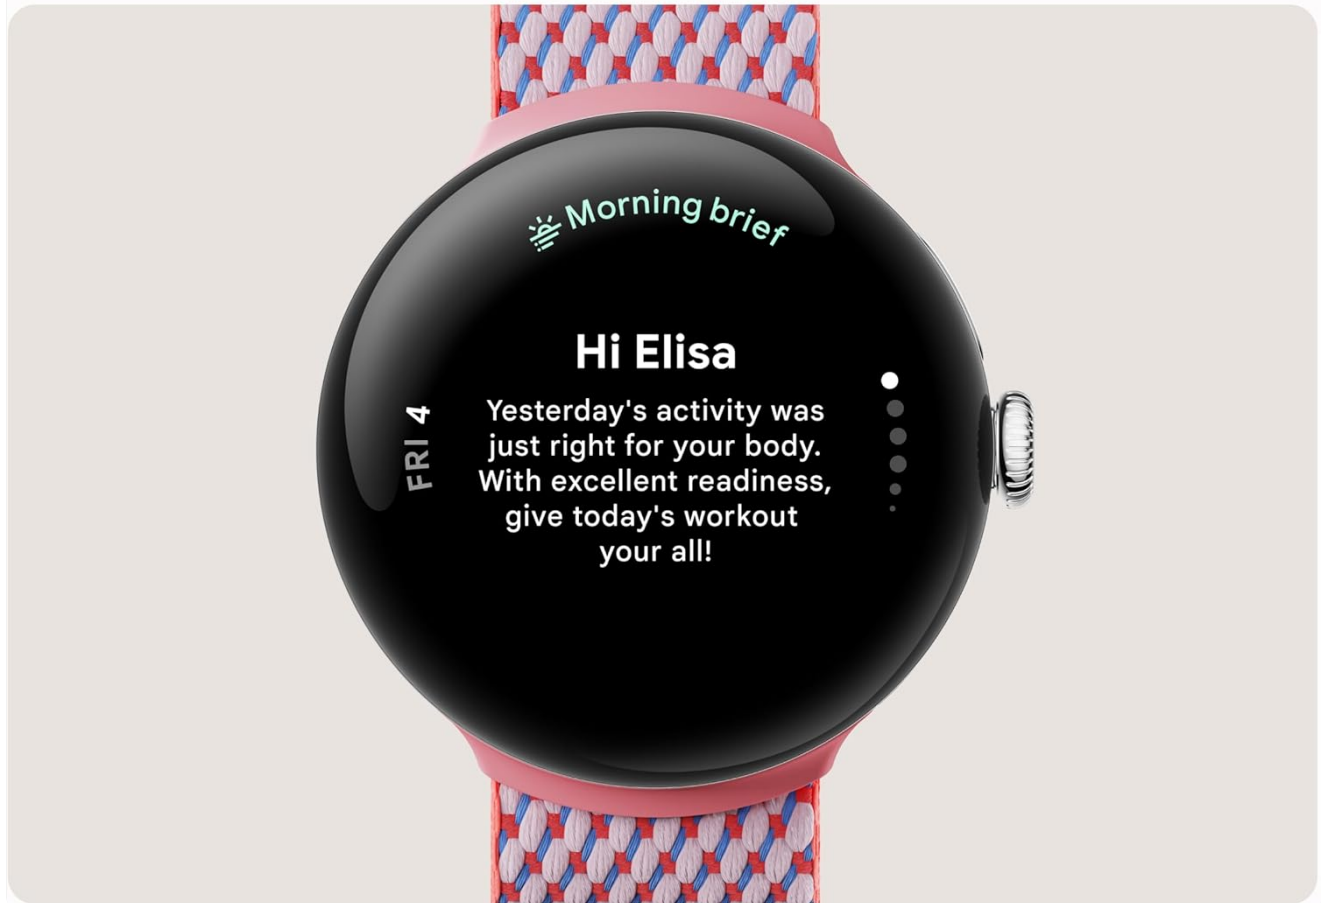 Morning brief
FRI 4
Hi Elisa
Yesterday's activity was
just right for your body.
With excellent readiness,
give today's workout
your all!